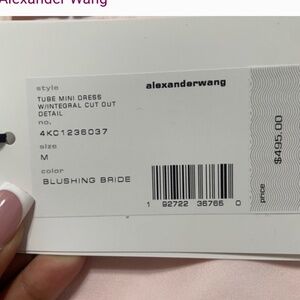 Alexander Wang
style
alexanderwang
TUBE MINI DRESS
W/INTEGRAL CUT OUT
DETAIL
no.
4KC1236037
size
M
color
BLUSHING BRIDE
1 92722 36765 0
price
$495.00